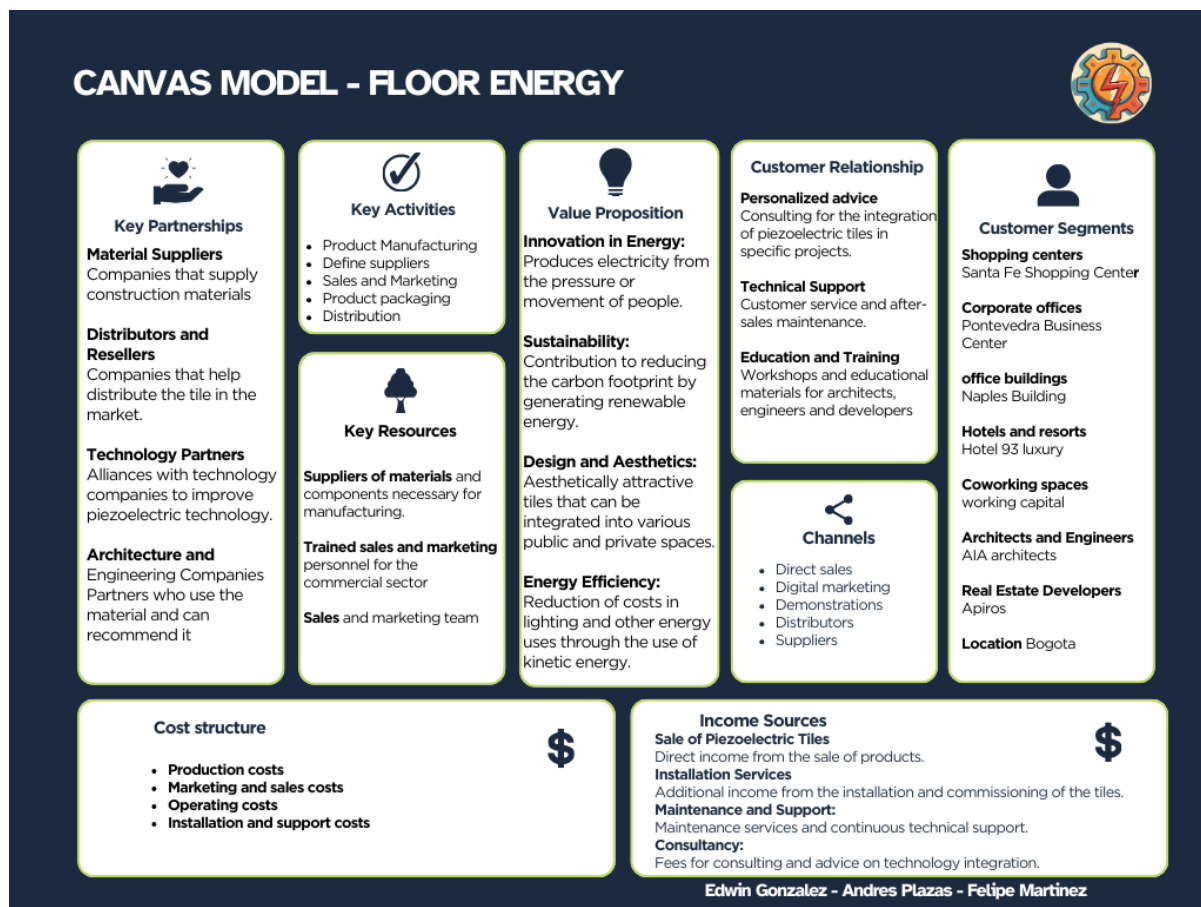 CANVAS MODEL - FLOOR ENERGY
Key Partnerships
Material Suppliers
Companies that supply
construction materials
Distributors and
Resellers
Companies that help
distribute the tile in the
market.
Technology Partners
Alliances with technology
companies to improve
piezoelectric technology.
Architecture and
Engineering Companies
Partners who use the
material and can
recommend it
Key Activities
• Product Manufacturing
• Define suppliers
• Sales and Marketing
• Product packaging
• Distribution
Key Resources
Suppliers of materials and
components necessary for
manufacturing.
Trained sales and marketing
personnel for the
commercial sector
Sales and marketing team
Value Proposition
Innovation in Energy:
Produces electricity from
the pressure or
movement of people.
Sustainability:
Contribution to reducing
the carbon footprint by
generating renewable
energy.
Design and Aesthetics:
Aesthetically attractive
tiles that can be
integrated into various
public and private spaces.
Energy Efficiency:
Reduction of costs in
lighting and other energy
uses through the use of
kinetic energy.
Customer Relationship
Personalized advice
Consulting for the integration
of piezoelectric tiles in
specific projects.
Technical Support
Customer service and after-
sales maintenance.
Education and Training
Workshops and educational
materials for architects,
engineers and developers
Channels
• Direct sales
• Digital marketing
• Demonstrations
• Distributors
• Suppliers
Customer Segments
Shopping centers
Santa Fe Shopping Center
Corporate offices
Pontevedra Business
Center
office buildings
Naples Building
Hotels and resorts
Hotel 93 luxury
Coworking spaces
working capital
Architects and Engineers
AIA architects
Real Estate Developers
Apiros
Location Bogota
Cost structure
• Production costs
• Marketing and sales costs
• Operating costs
• Installation and support costs
$
Income Sources
Sale of Piezoelectric Tiles
Direct income from the sale of products.
Installation Services
Additional income from the installation and commissioning of the tiles.
Maintenance and Support:
Maintenance services and continuous technical support.
Consultancy:
Fees for consulting and advice on technology integration.
$
Edwin Gonzalez - Andres Plazas - Felipe Martinez